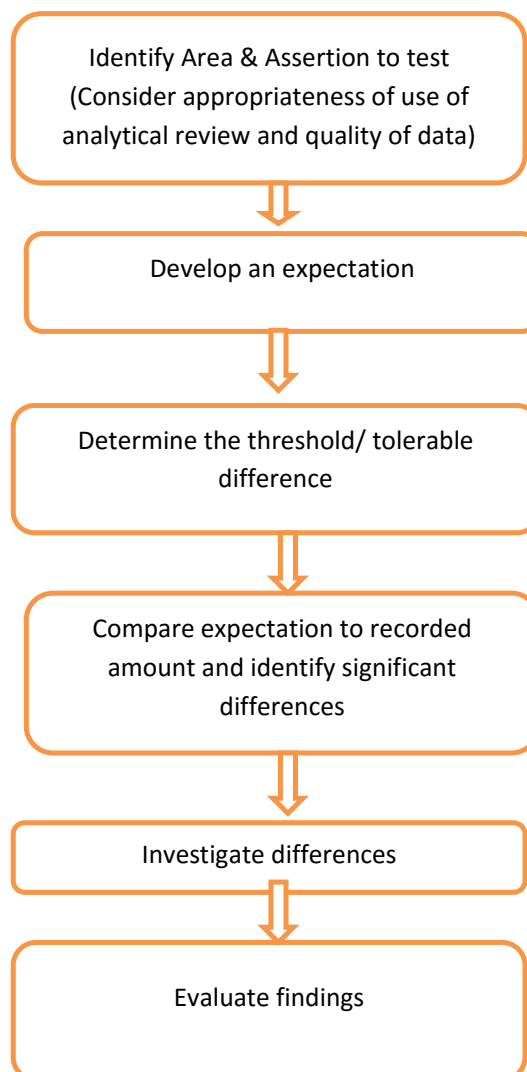 Identify Area & Assertion to test
(Consider appropriateness of use of
analytical review and quality of data)
Develop an expectation
Determine the threshold/ tolerable
difference
Compare expectation to recorded
amount and identify significant
differences
Investigate differences
Evaluate findings